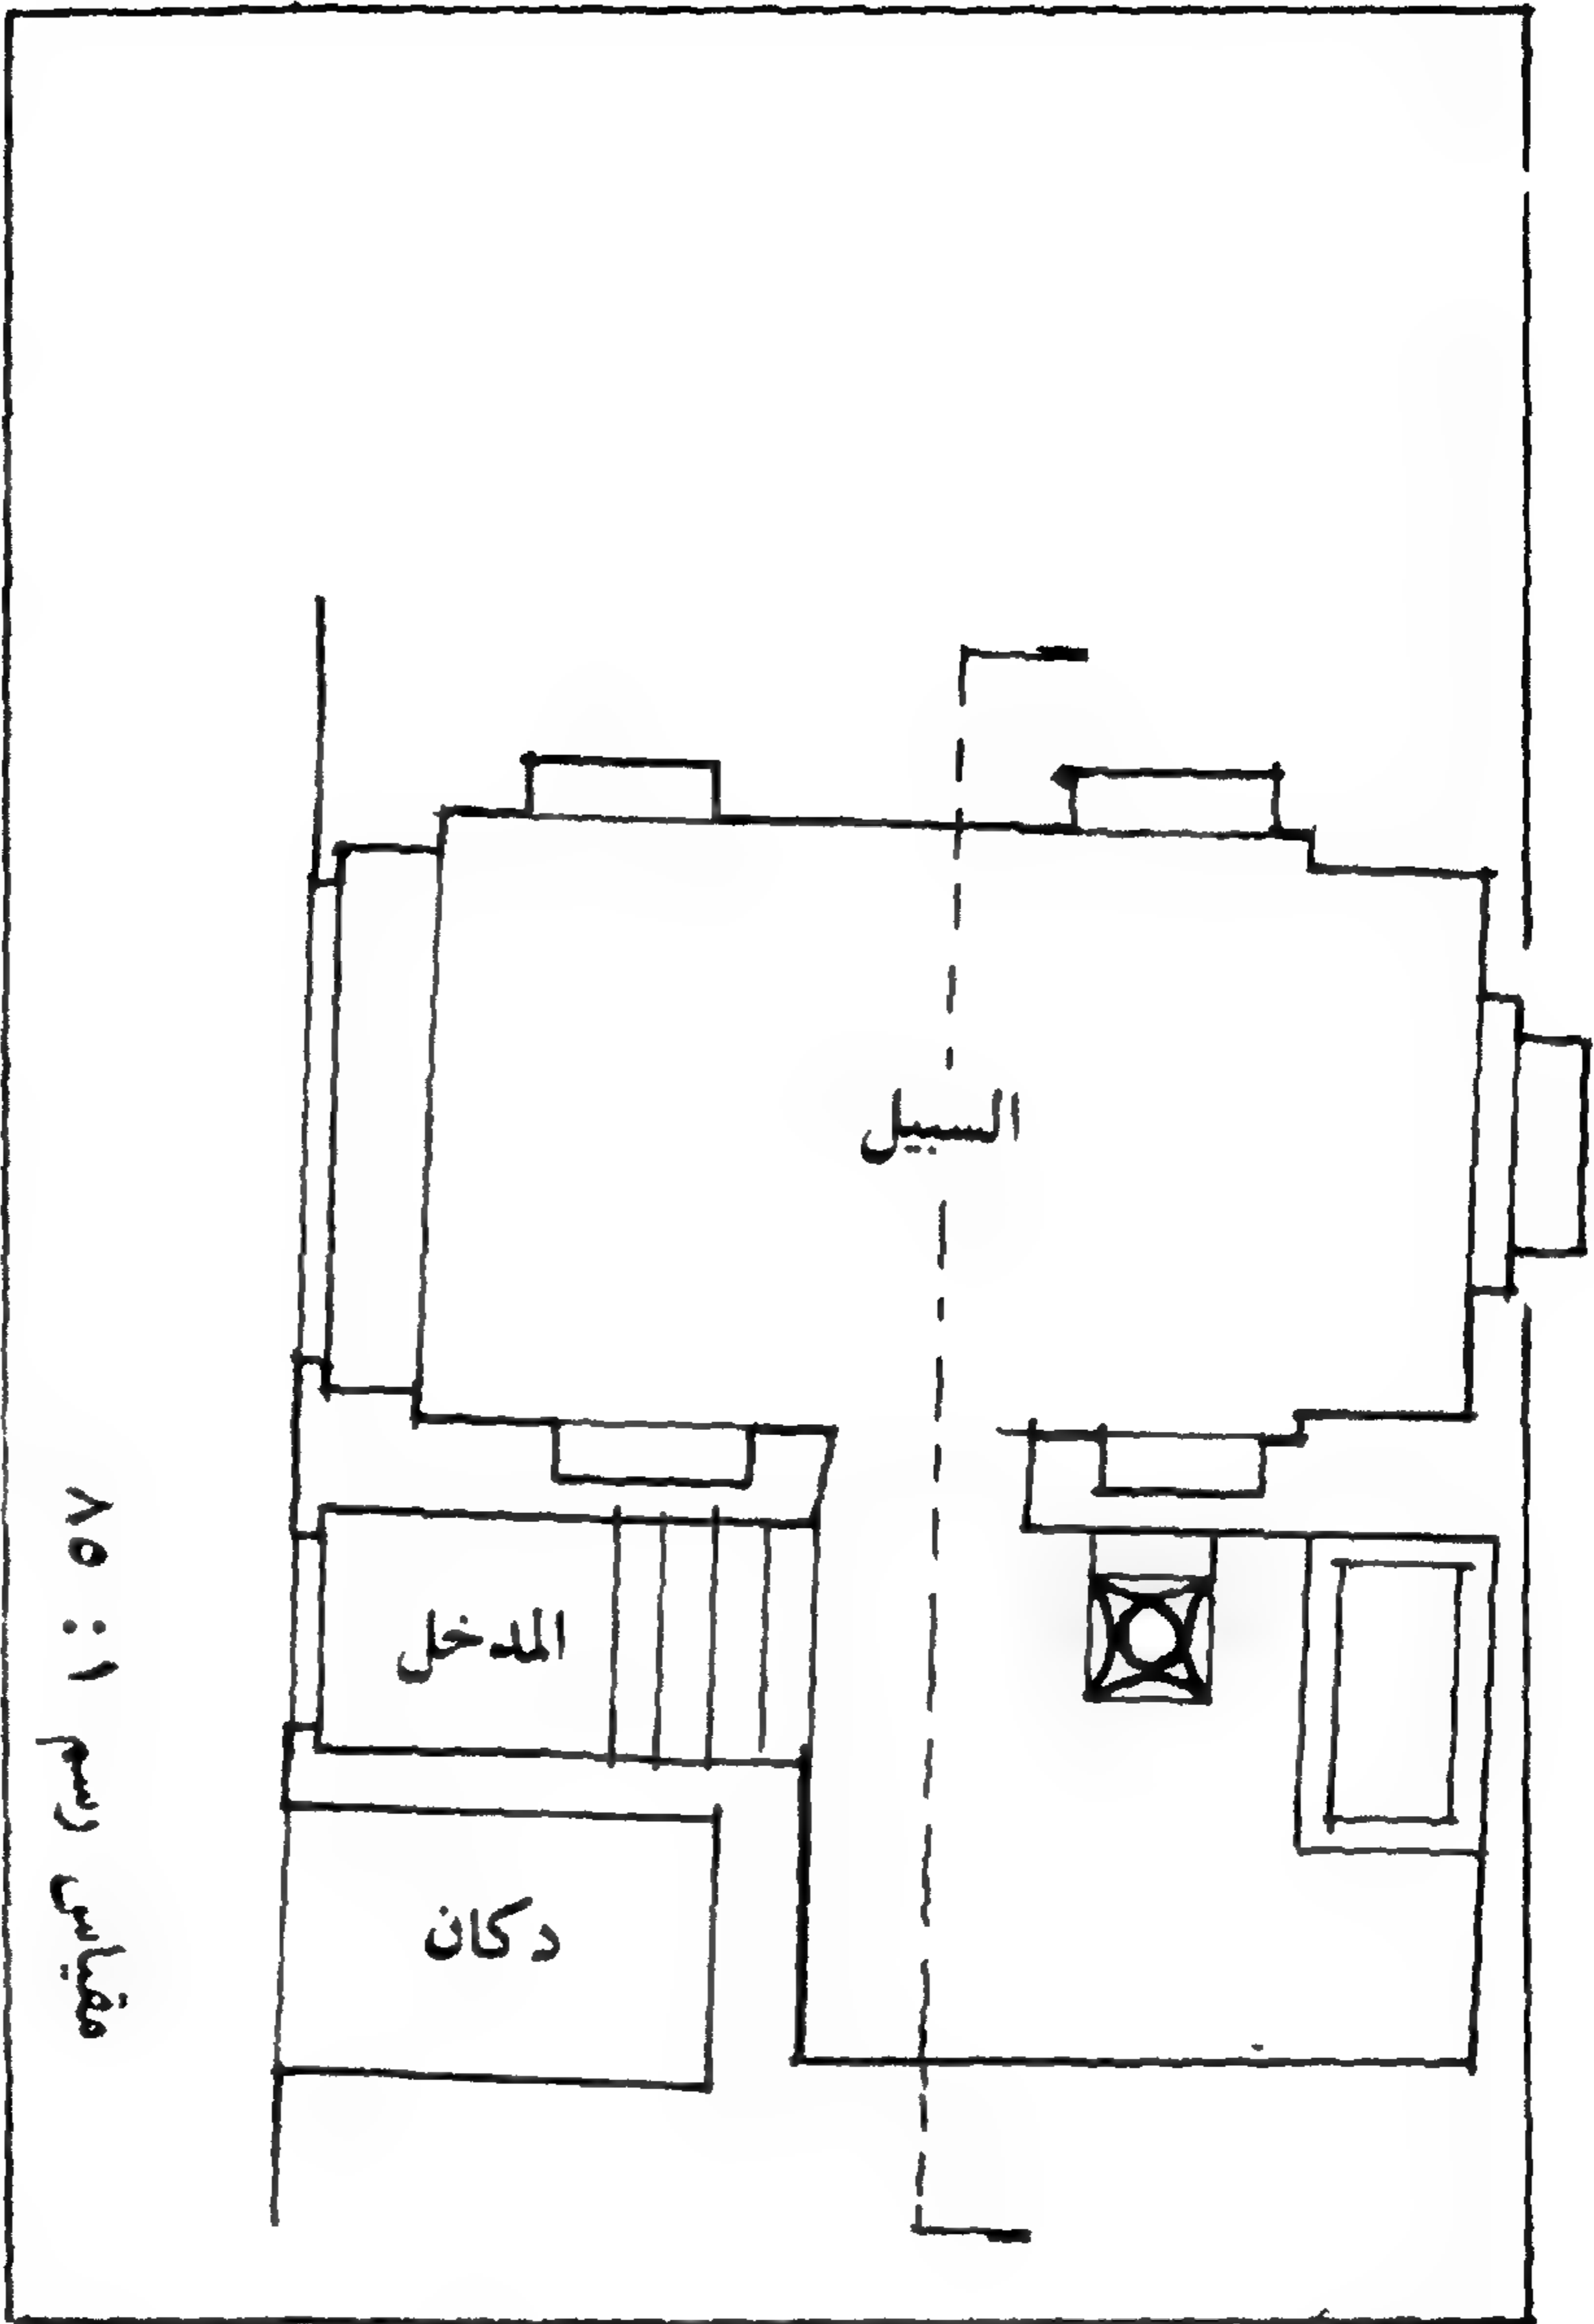 السبيل
المدخل
دكان
مقياس رسم ١ : ٨٥